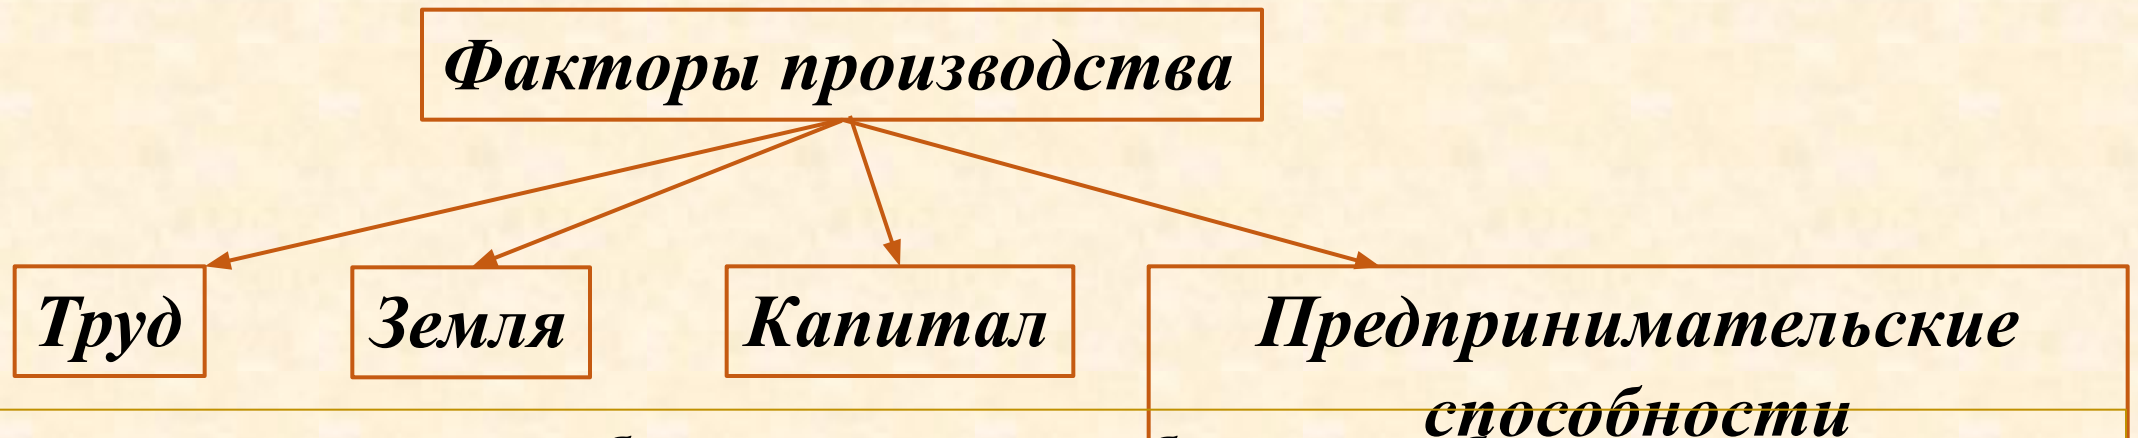 Факторы производства
Труд
Земля
Капитал
Предпринимательские
способности